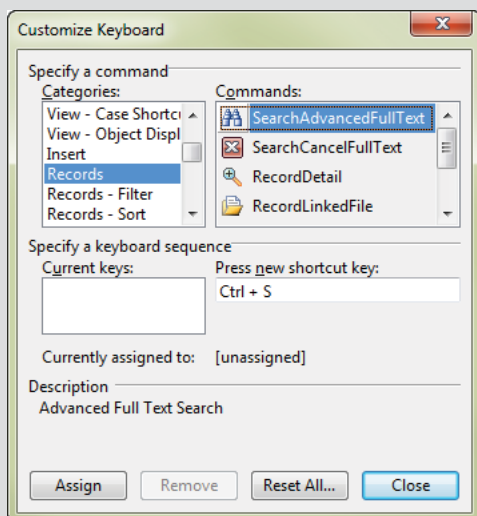 Customize Keyboard
Specify a command
Categories:
Commands:
View - Case Shortcu
View - Object Displ
Insert
Records
Records - Filter
Records - Sort
SearchAdvancedFullText
SearchCancelFullText
RecordDetail
RecordLinkedFile
Specify a keyboard sequence
Current keys:
Press new shortcut key:
Ctrl + S
Currently assigned to: [unassigned]
Description
Advanced Full Text Search
Assign Remove Reset All... Close